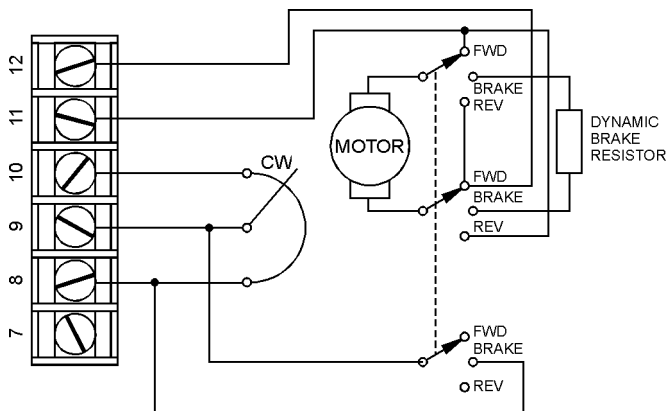 12
11
10
9
8
7
CW
MOTOR
FWD
BRAKE
REV
FWD
BRAKE
REV
DYNAMIC
BRAKE
RESISTOR
FWD
BRAKE
REV